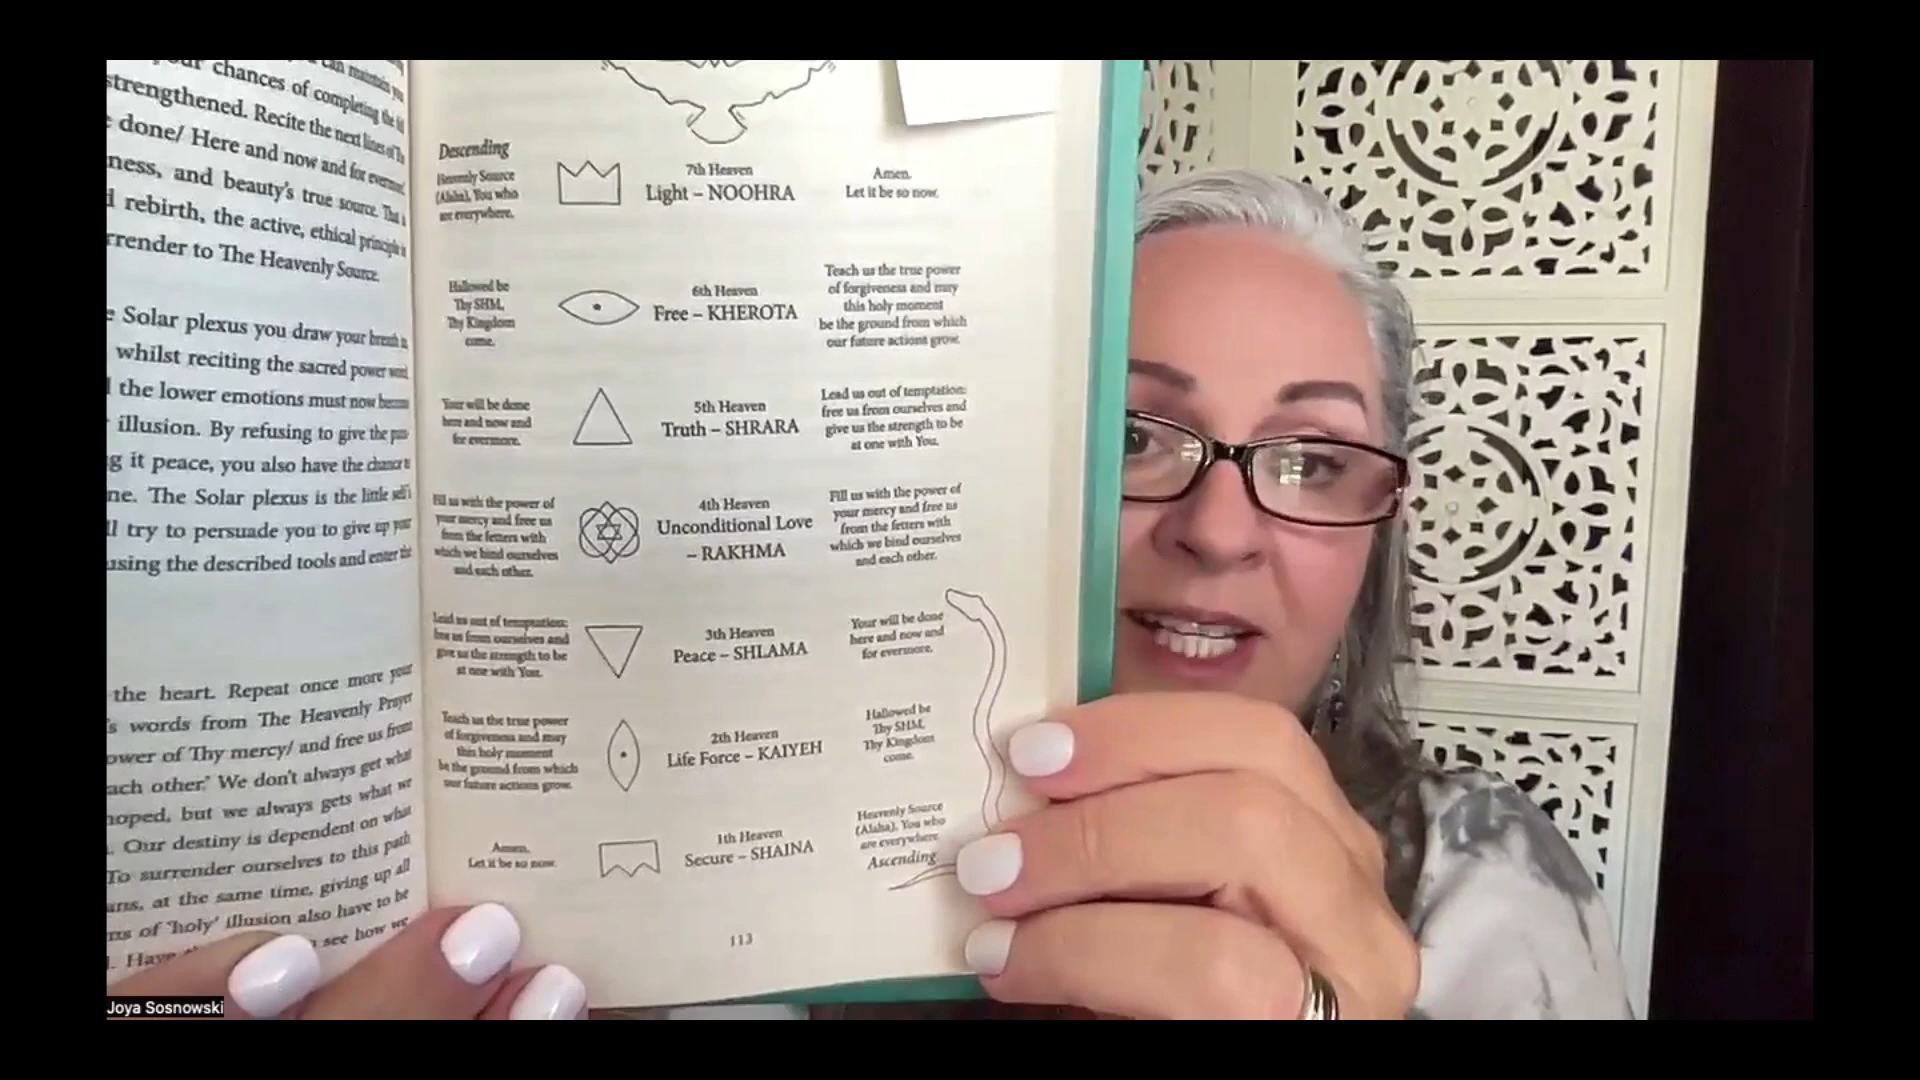 can maintain you
our chances of completing the
strengthened. Recite the next lines of The
done/ Here and now and for evermore.'
ness, and beauty's true source. That is
rebirth, the active, ethical principle is
rrender to The Heavenly Source.
Solar plexus you draw your breath in,
whilst reciting the sacred power word
the lower emotions must now become
illusion. By refusing to give the
g it peace, you also have the chance to
ne. The Solar plexus is the little self's
ll try to persuade you to give up your
using the described tools and enter the
the heart. Repeat once more your
's words from The Heavenly Prayer
ower of Thy mercy/ and free us from
ach other.' We don't always get what
hoped, but we always gets what we
. Our destiny is dependent on what
To surrender ourselves to this path
ans, at the same time, giving up all
ms of 'holy' illusion also have to be
. Have see how we
Descending
Heavenly Source
(Alaha), You who
are everywhere.
7th Heaven
Light – NOOHRA
Amen.
Let it be so now.
Hallowed be
Thy SHM,
Thy Kingdom
come.
6th Heaven
Free – KHEROTA
Teach us the true power
of forgiveness and may
this holy moment
be the ground from which
our future actions grow.
Your will be done
here and now and
for evermore.
5th Heaven
Truth – SHRARA
Lead us out of temptation:
free us from ourselves and
give us the strength to be
at one with You.
Fill us with the power of
your mercy and free us
from the fetters with
which we bind ourselves
and each other.
4th Heaven
Unconditional Love
– RAKHMA
Fill us with the power of
your mercy and free us
from the fetters with
which we bind ourselves
and each other.
Lead us out of temptation:
free us from ourselves and
give us the strength to be
at one with You.
3th Heaven
Peace – SHLAMA
Your will be done
here and now and
for evermore.
Teach us the true power
of forgiveness and may
this holy moment
be the ground from which
our future actions grow.
2th Heaven
Life Force – KAIYEH
Hallowed be
Thy SHM,
Thy Kingdom
come.
Amen.
Let it be so now.
1th Heaven
Secure – SHAINA
Heavenly Source
(Alaha), You who
are everywhere.
Ascending
113
Joya Sosnowski